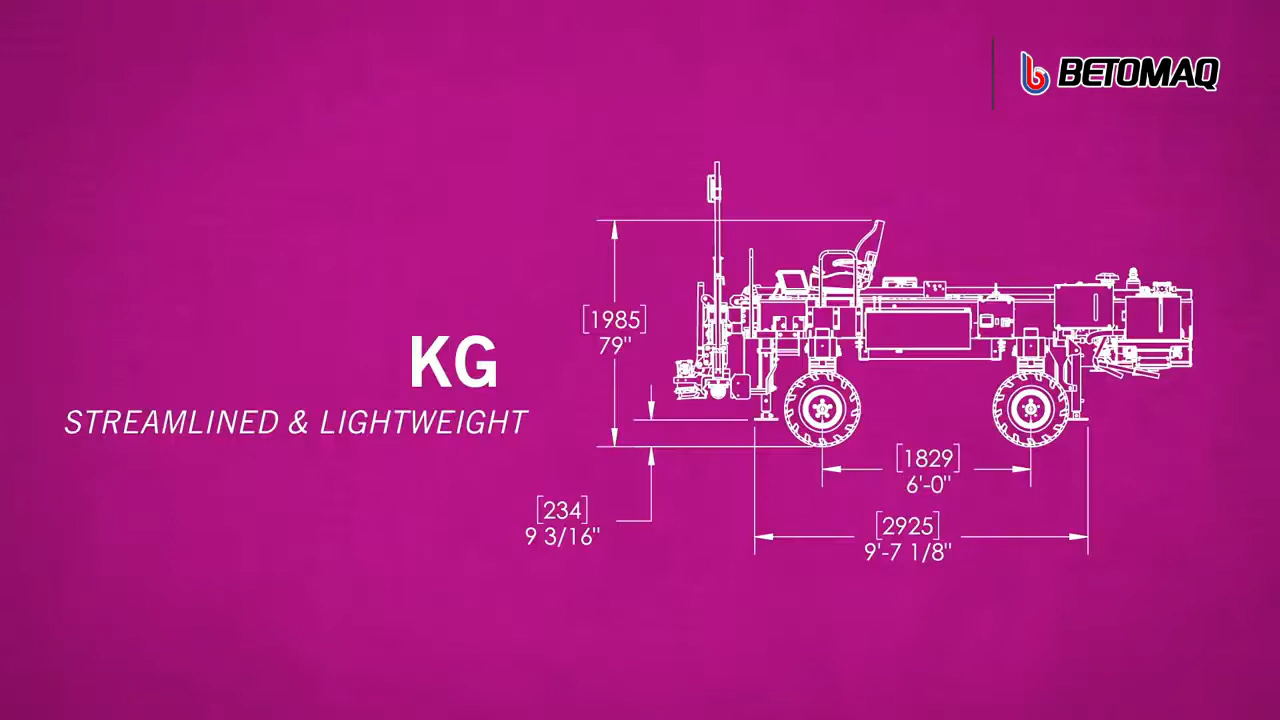 BETOMAQ
KG
STREAMLINED & LIGHTWEIGHT
[1985]
79"
[1829]
6'-0"
[234]
9 3/16"
[2925]
9'-7 1/8"